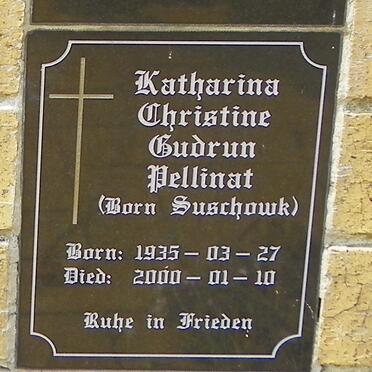 Katharina
Christine
Gudrun
Pellinat
(Born Suschowk)
Born: 1935 – 03 – 27
Died: 2000 – 01 – 10
Ruhe in Frieden